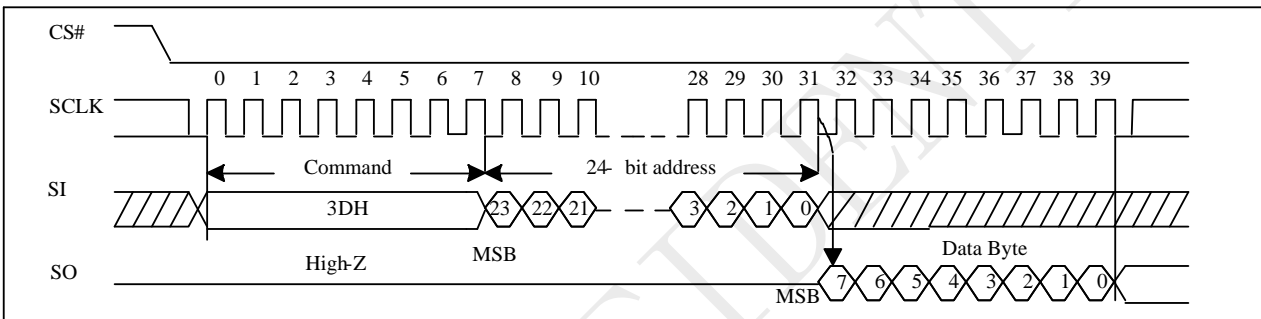 CS#
0 1 2 3 4 5 6 7 8 9 10 28 29 30 31 32 33 34 35 36 37 38 39
SCLK
Command 24- bit address
SI
3DH 23 22 21 3 2 1 0
High-Z MSB Data Byte
SO
MSB 7 6 5 4 3 2 1 0